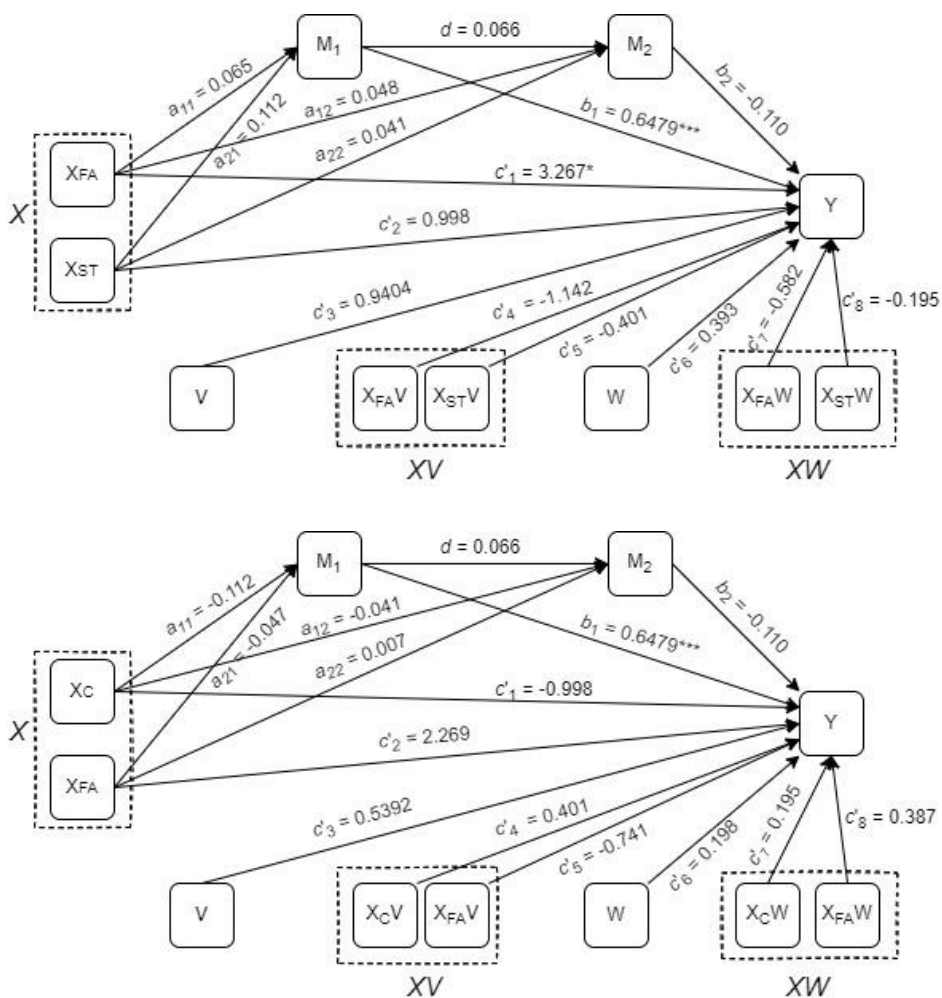 M1
d = 0.066
M2
a11 = 0.065
a12 = 0.048
a21 = 0.112
a22 = 0.041
b1 = 0.6479***
b2 = -0.110
X
XFA
c'1 = 3.267*
Y
XST
c'2 = 0.998
c'3 = 0.9404
c'4 = -1.142
c'5 = -0.401
c'6 = 0.393
c'7 = -0.582
c'8 = -0.195
V
XFAV
XSTV
W
XFAW
XSTW
XV
XW
M1
d = 0.066
M2
a11 = -0.112
a12 = -0.041
a21 = -0.047
a22 = 0.007
b1 = 0.6479***
b2 = -0.110
X
XC
c'1 = -0.998
Y
XFA
c'2 = 2.269
c'3 = 0.5392
c'4 = 0.401
c'5 = -0.741
c'6 = 0.198
c'7 = 0.195
c'8 = 0.387
V
XCV
XFAV
W
XCW
XFAW
XV
XW